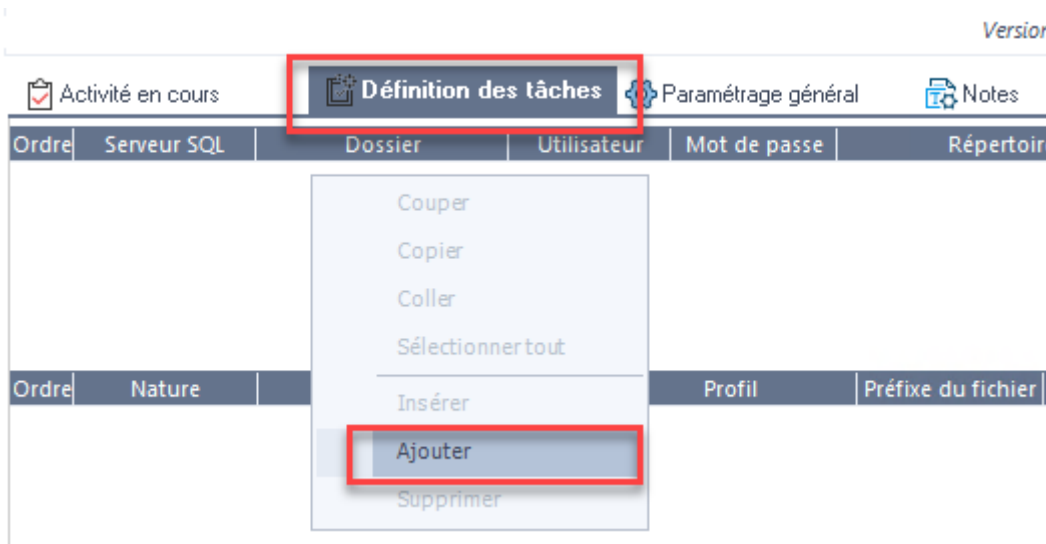 Version
Activité en cours Définition des tâches Paramétrage général Notes
Ordre Serveur SQL Dossier Utilisateur Mot de passe Répertoir
Couper
Copier
Coller
Sélectionner tout
Ordre Nature Profil Préfixe du fichier
Insérer
Ajouter
Supprimer